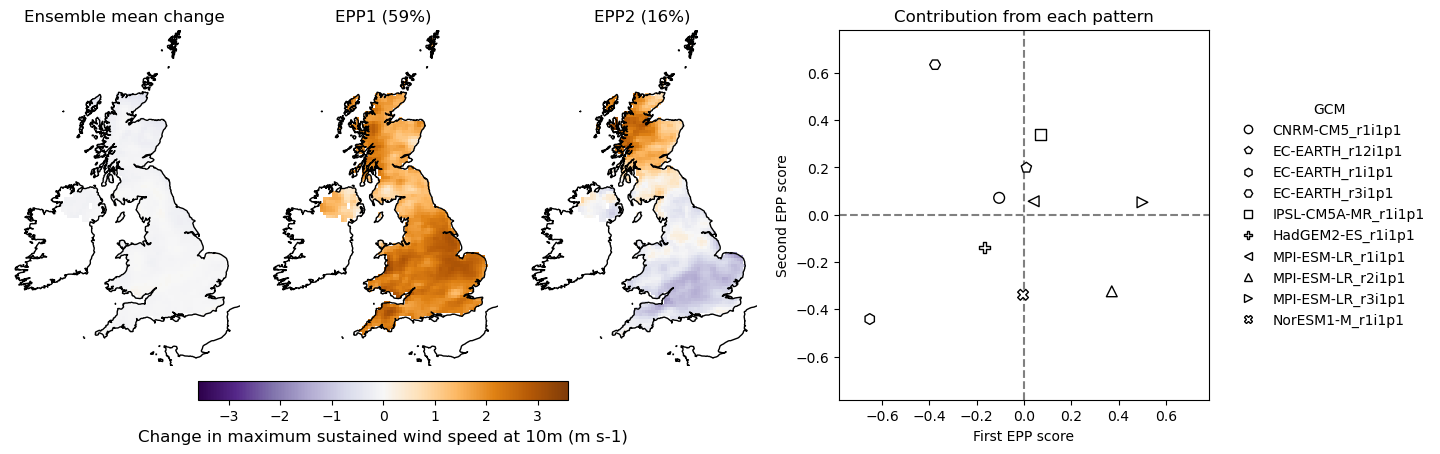 Ensemble mean change
EPP1 (59%)
EPP2 (16%)
Contribution from each pattern
−3 −2 −1 0 1 2 3
Change in maximum sustained wind speed at 10m (m s-1)
Second EPP score
0.6
0.4
0.2
0.0
−0.2
−0.4
−0.6
−0.6 −0.4 −0.2 0.0 0.2 0.4 0.6
First EPP score
GCM
CNRM-CM5_r1i1p1
EC-EARTH_r12i1p1
EC-EARTH_r1i1p1
EC-EARTH_r3i1p1
IPSL-CM5A-MR_r1i1p1
HadGEM2-ES_r1i1p1
MPI-ESM-LR_r1i1p1
MPI-ESM-LR_r2i1p1
MPI-ESM-LR_r3i1p1
NorESM1-M_r1i1p1